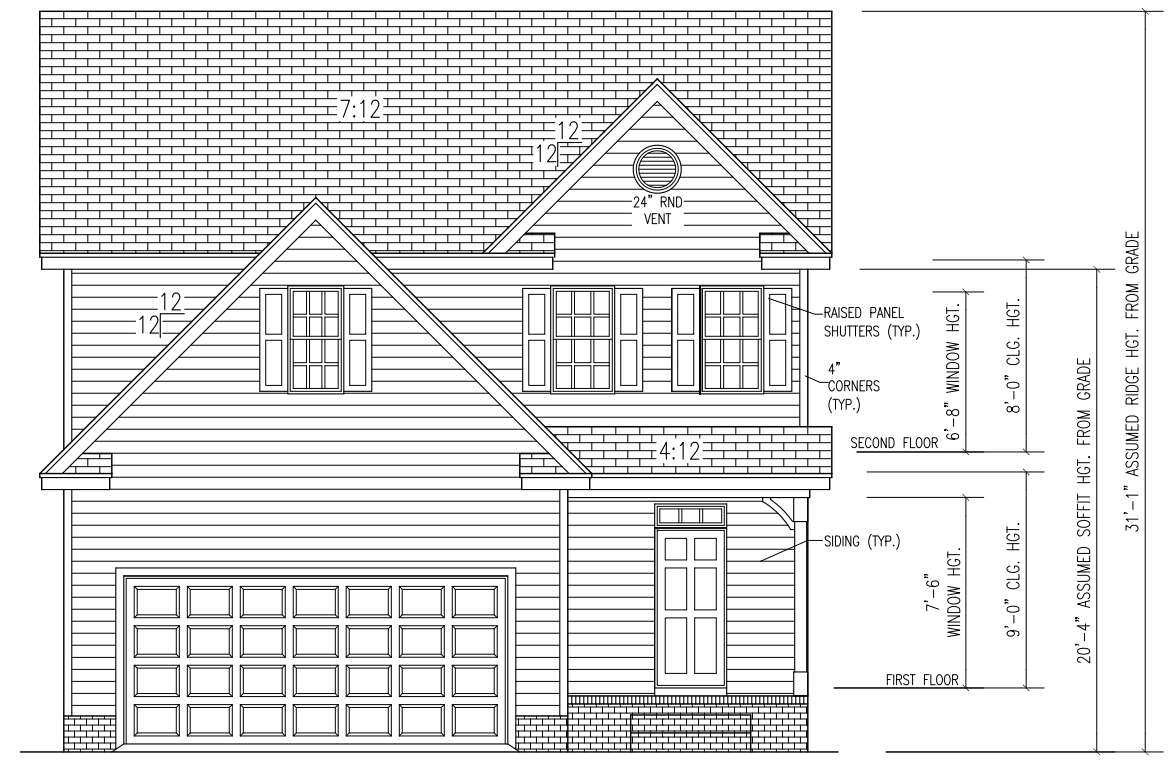 7:12
12
12
24" RND
VENT
12
12
RAISED PANEL
SHUTTERS (TYP.)
4"
CORNERS
(TYP.)
SECOND FLOOR
4:12
SIDING (TYP.)
FIRST FLOOR
6'-8" WINDOW HGT.
8'-0" CLG. HGT.
7'-6"
WINDOW HGT.
9'-0" CLG. HGT.
20'-4" ASSUMED SOFFIT HGT. FROM GRADE
31'-1" ASSUMED RIDGE HGT. FROM GRADE